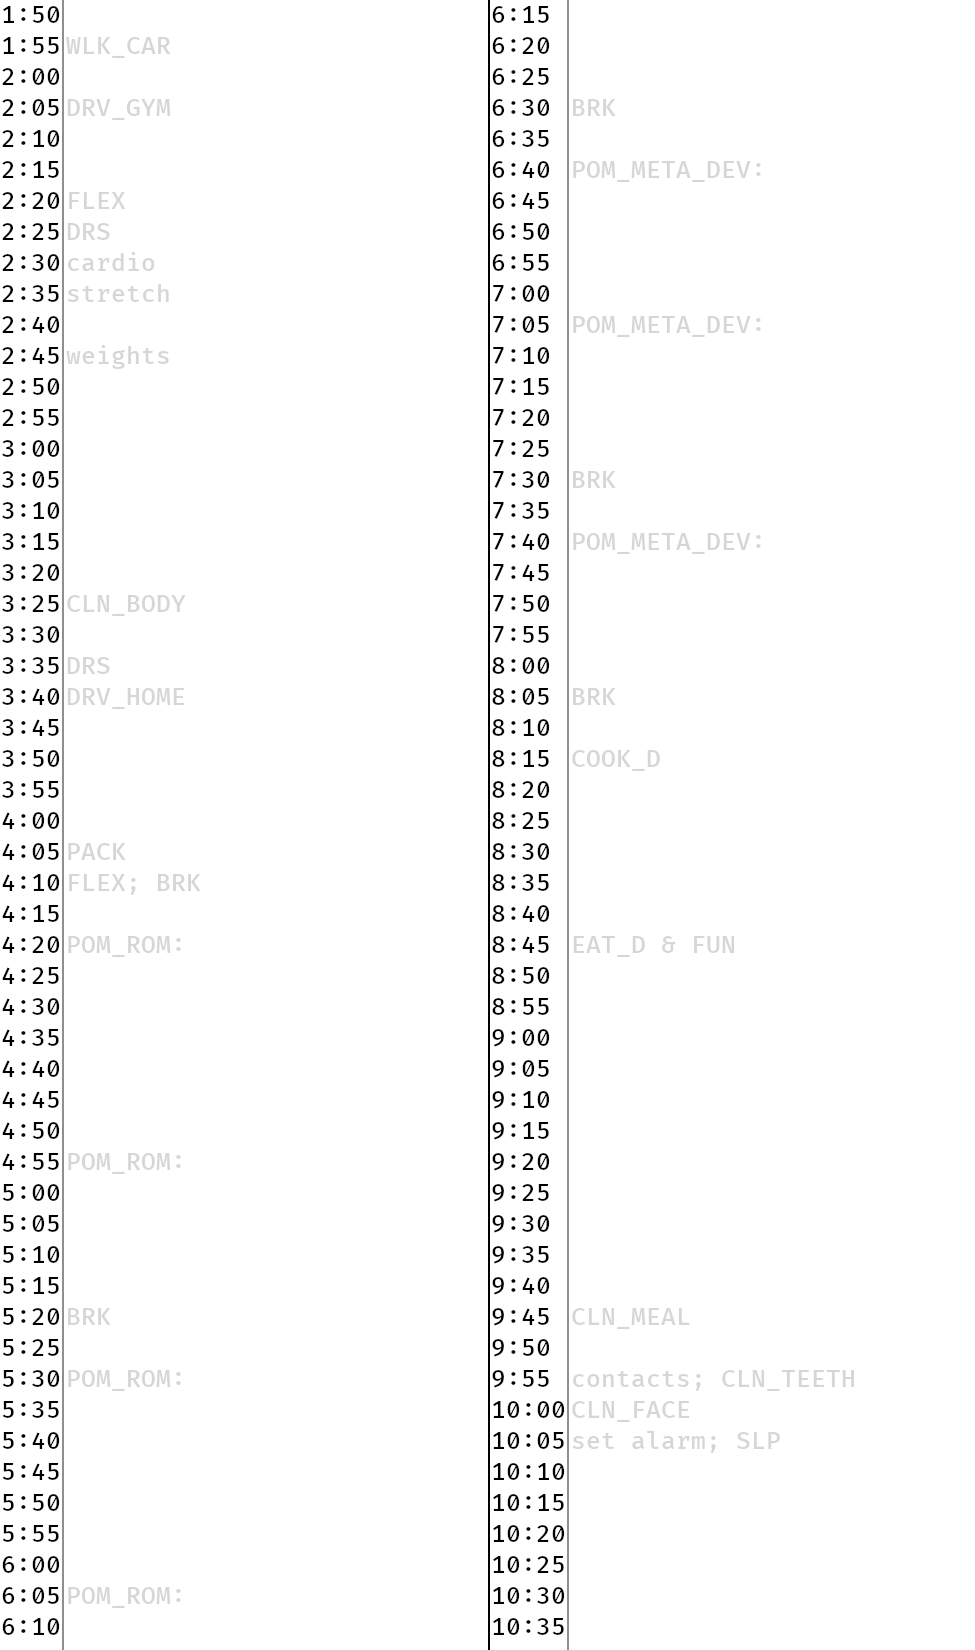 1:50
1:55 WLK_CAR
2:00
2:05 DRV_GYM
2:10
2:15
2:20 FLEX
2:25 DRS
2:30 cardio
2:35 stretch
2:40
2:45 weights
2:50
2:55
3:00
3:05
3:10
3:15
3:20
3:25 CLN_BODY
3:30
3:35 DRS
3:40 DRV_HOME
3:45
3:50
3:55
4:00
4:05 PACK
4:10 FLEX; BRK
4:15
4:20 POM_ROM:
4:25
4:30
4:35
4:40
4:45
4:50
4:55 POM_ROM:
5:00
5:05
5:10
5:15
5:20 BRK
5:25
5:30 POM_ROM:
5:35
5:40
5:45
5:50
5:55
6:00
6:05 POM_ROM:
6:10
6:15
6:20
6:25
6:30 BRK
6:35
6:40 POM_META_DEV:
6:45
6:50
6:55
7:00
7:05 POM_META_DEV:
7:10
7:15
7:20
7:25
7:30 BRK
7:35
7:40 POM_META_DEV:
7:45
7:50
7:55
8:00
8:05 BRK
8:10
8:15 COOK_D
8:20
8:25
8:30
8:35
8:40
8:45 EAT_D & FUN
8:50
8:55
9:00
9:05
9:10
9:15
9:20
9:25
9:30
9:35
9:40
9:45 CLN_MEAL
9:50
9:55 contacts; CLN_TEETH
10:00 CLN_FACE
10:05 set alarm; SLP
10:10
10:15
10:20
10:25
10:30
10:35